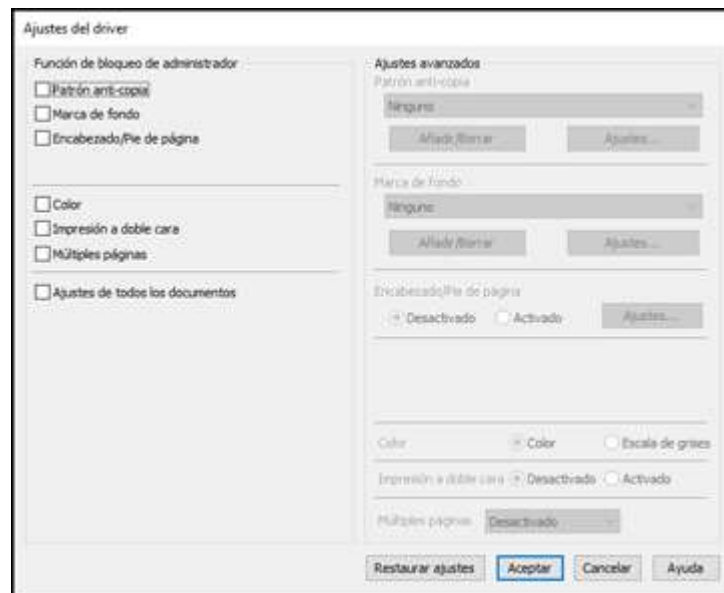 Ajustes del driver
Función de bloqueo de administrador
Patrón anti-copia
Marca de fondo
Encabezado/Pie de página
Color
Impresión a doble cara
Múltiples páginas
Ajustes de todos los documentos
Ajustes avanzados
Patrón anti-copia
Ninguno
Añadir/Borrar Ajustes...
Marca de fondo
Ninguno
Añadir/Borrar Ajustes...
Encabezado/Pie de página
Desactivado Activado Ajustes...
Color Color Escala de grises
Impresión a doble cara Desactivado Activado
Múltiples páginas Desactivado
Restaurar ajustes Aceptar Cancelar Ayuda